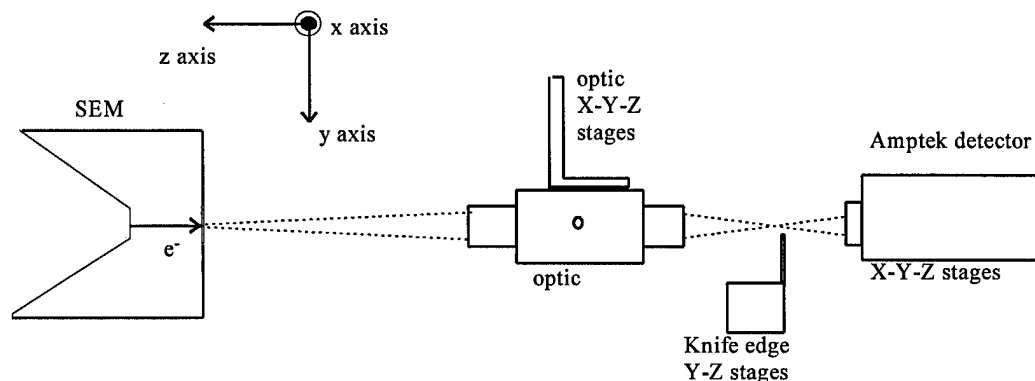 x axis
z axis
y axis
SEM
e-
optic
X-Y-Z
stages
optic
Amptek detector
X-Y-Z stages
Knife edge
Y-Z stages